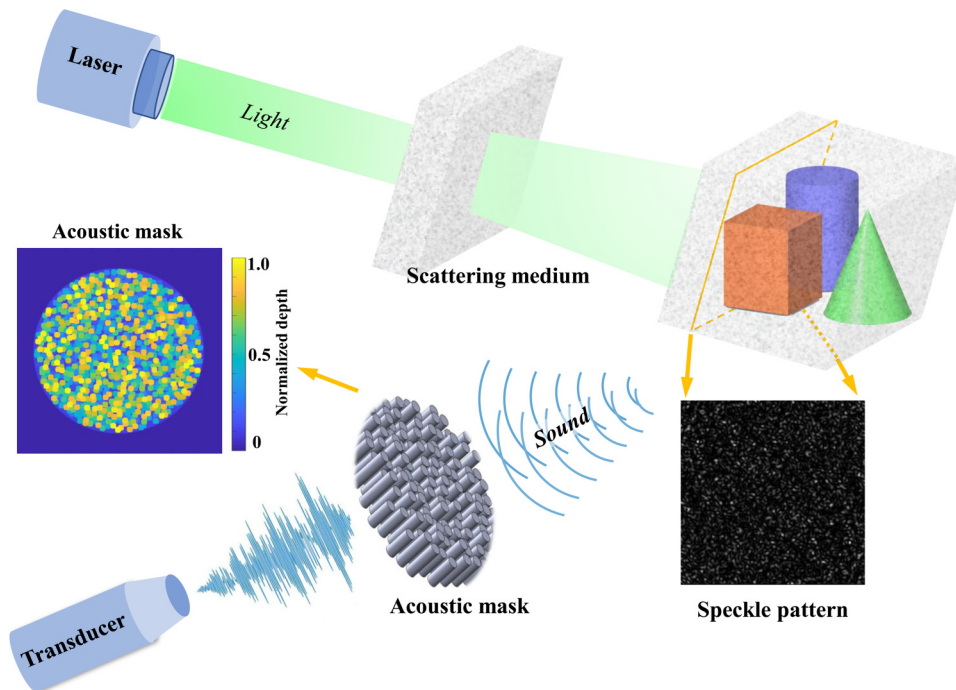 Laser
Light
Scattering medium
Acoustic mask
1.0
0.5
0
Normalized depth
Sound
Acoustic mask
Transducer
Speckle pattern